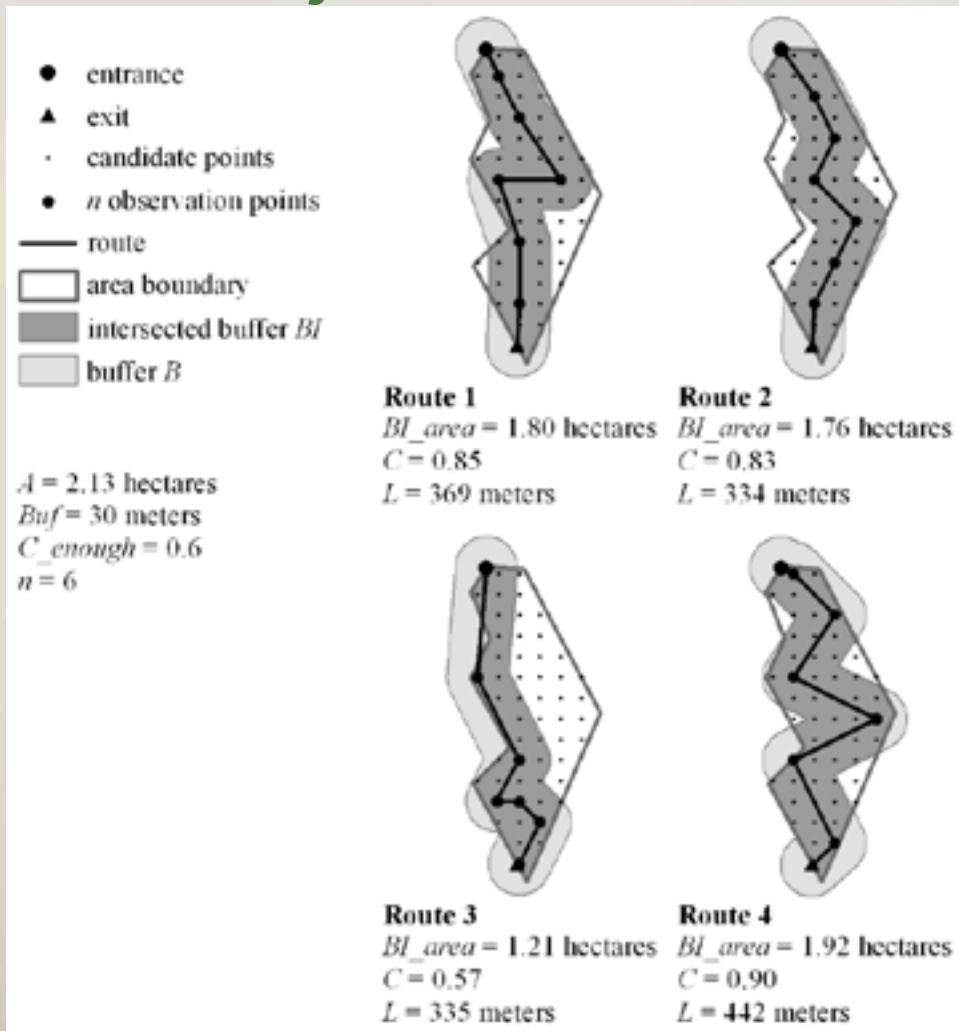 entrance
exit
candidate points
n observation points
route
area boundary
intersected buffer BI
buffer B
A = 2.13 hectares
Buf = 30 meters
C_enough = 0.6
n = 6
Route 1
BI_area = 1.80 hectares
C = 0.85
L = 369 meters
Route 2
BI_area = 1.76 hectares
C = 0.83
L = 334 meters
Route 3
BI_area = 1.21 hectares
C = 0.57
L = 335 meters
Route 4
BI_area = 1.92 hectares
C = 0.90
L = 442 meters